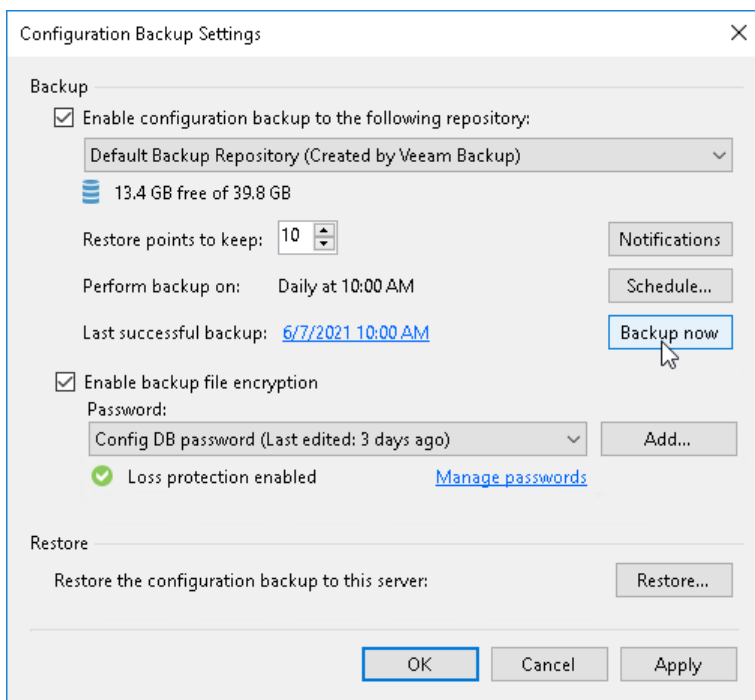 Configuration Backup Settings
Backup
Enable configuration backup to the following repository:
Default Backup Repository (Created by Veeam Backup)
13.4 GB free of 39.8 GB
Restore points to keep: 10 Notifications
Perform backup on: Daily at 10:00 AM Schedule...
Last successful backup: 6/7/2021 10:00 AM Backup now
Enable backup file encryption
Password:
Config DB password (Last edited: 3 days ago) Add...
Loss protection enabled Manage passwords
Restore
Restore the configuration backup to this server: Restore...
OK Cancel Apply